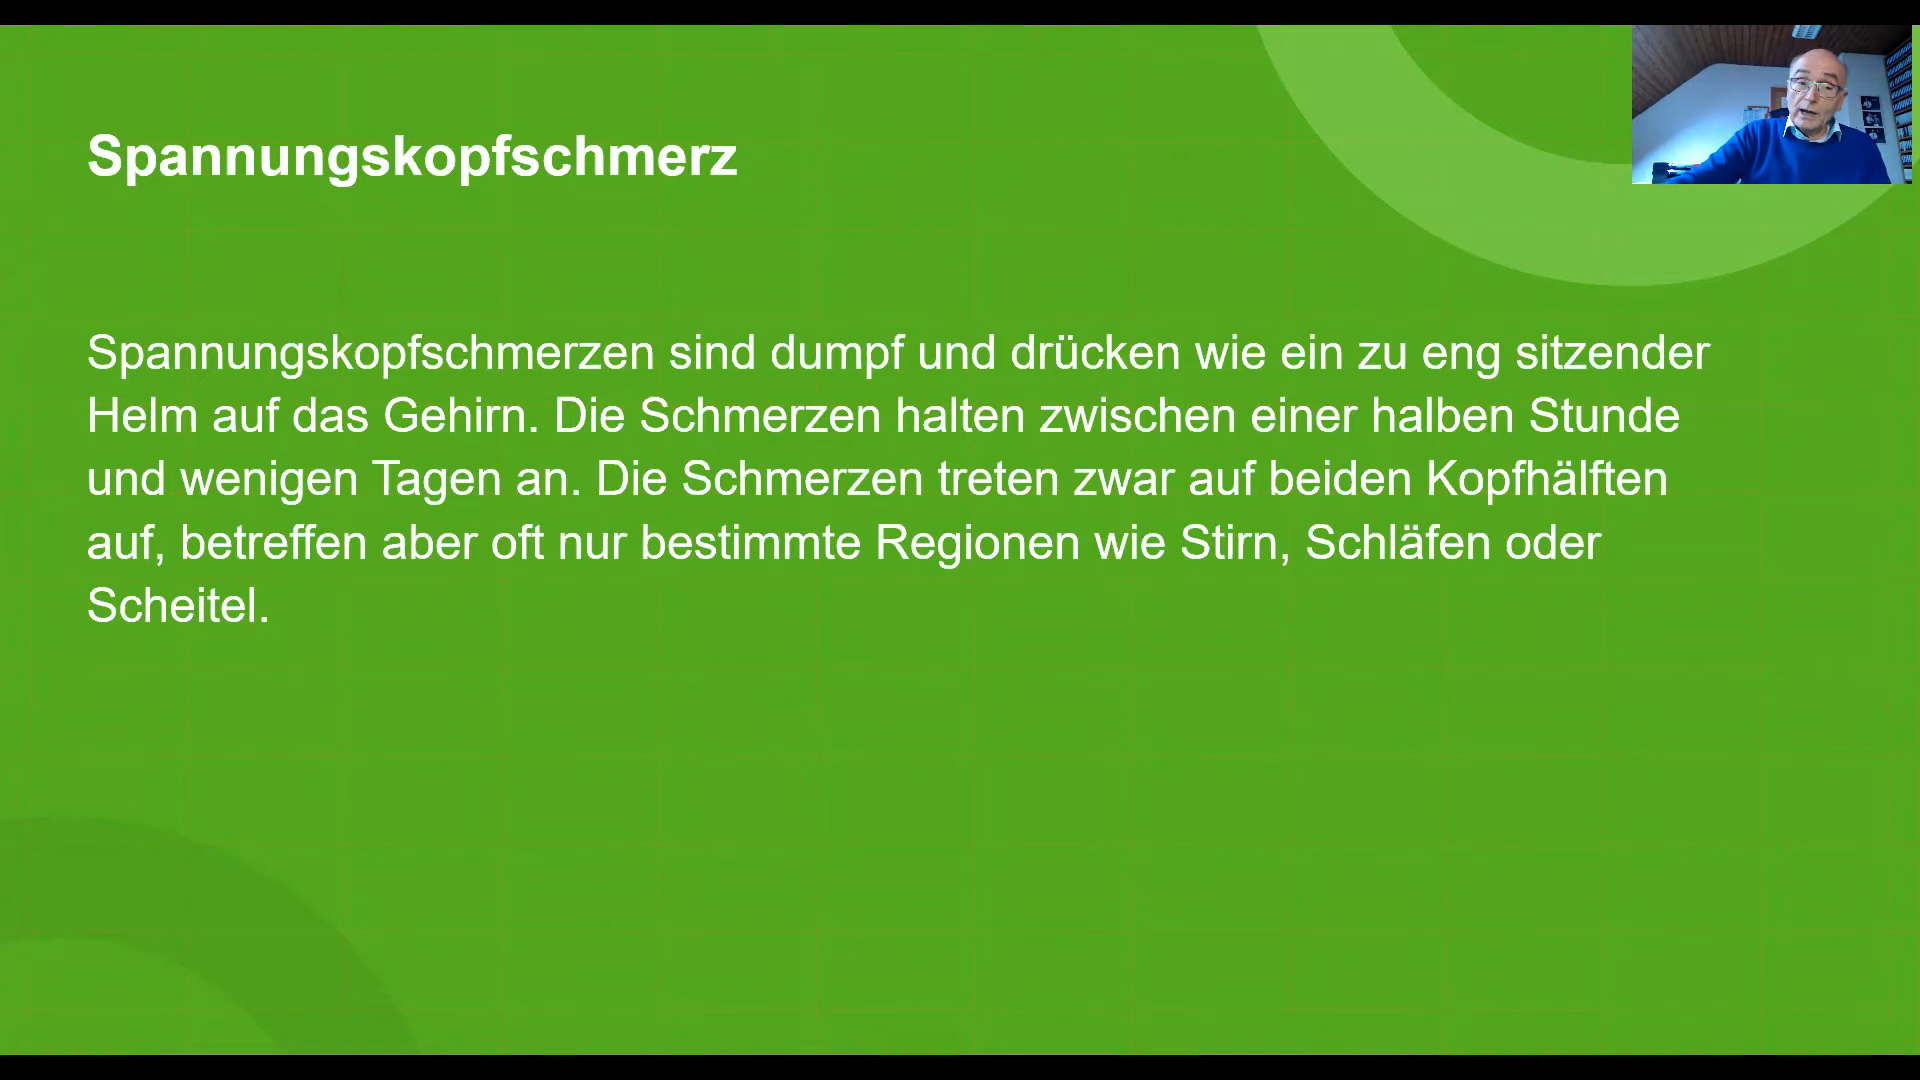 Spannungskopfschmerz
Spannungskopfschmerzen sind dumpf und drücken wie ein zu eng sitzender
Helm auf das Gehirn. Die Schmerzen halten zwischen einer halben Stunde
und wenigen Tagen an. Die Schmerzen treten zwar auf beiden Kopfhälften
auf, betreffen aber oft nur bestimmte Regionen wie Stirn, Schläfen oder
Scheitel.